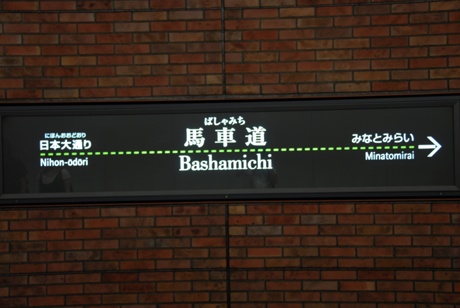 にほんおおどおり
日本大通り
Nihon-odori
ばしゃみち
馬車道
Bashamichi
みなとみらい
Minatomirai